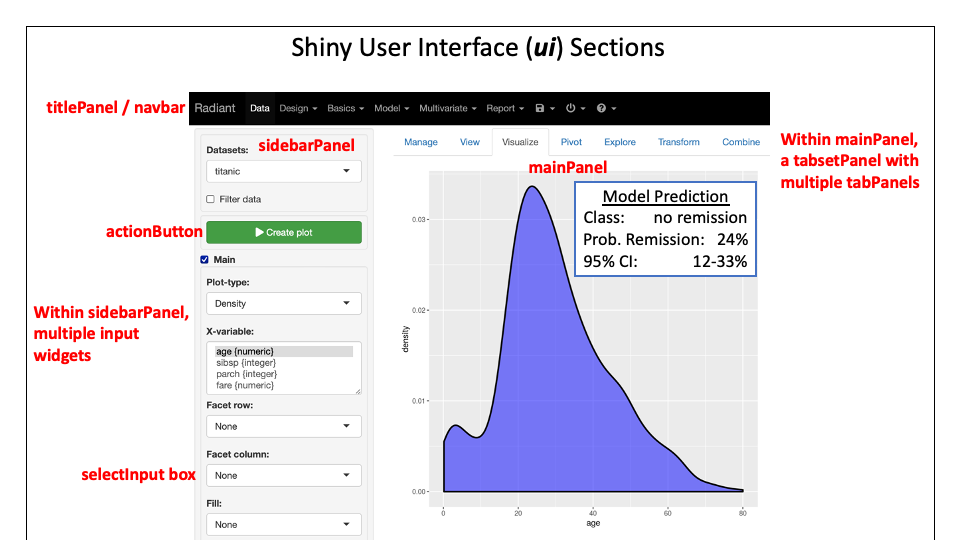 Shiny User Interface (ui) Sections
titlePanel / navbar
Radiant Data Design Basics Model Multivariate Report
Datasets:
sidebarPanel
titanic
Filter data
actionButton
Create plot
Main
Plot-type:
Density
Within sidebarPanel,
multiple input
widgets
X-variable:
age {numeric}
sibsp {integer}
parch {integer}
fare {numeric}
Facet row:
None
Facet column:
selectInput box
None
Fill:
None
Manage View Visualize Pivot Explore Transform Combine
mainPanel
Within mainPanel,
a tabsetPanel with
multiple tabPanels
Model Prediction
Class: no remission
Prob. Remission: 24%
95% CI: 12-33%
0.03
0.02
0.01
0.00
density
0 20 40 60 80
age